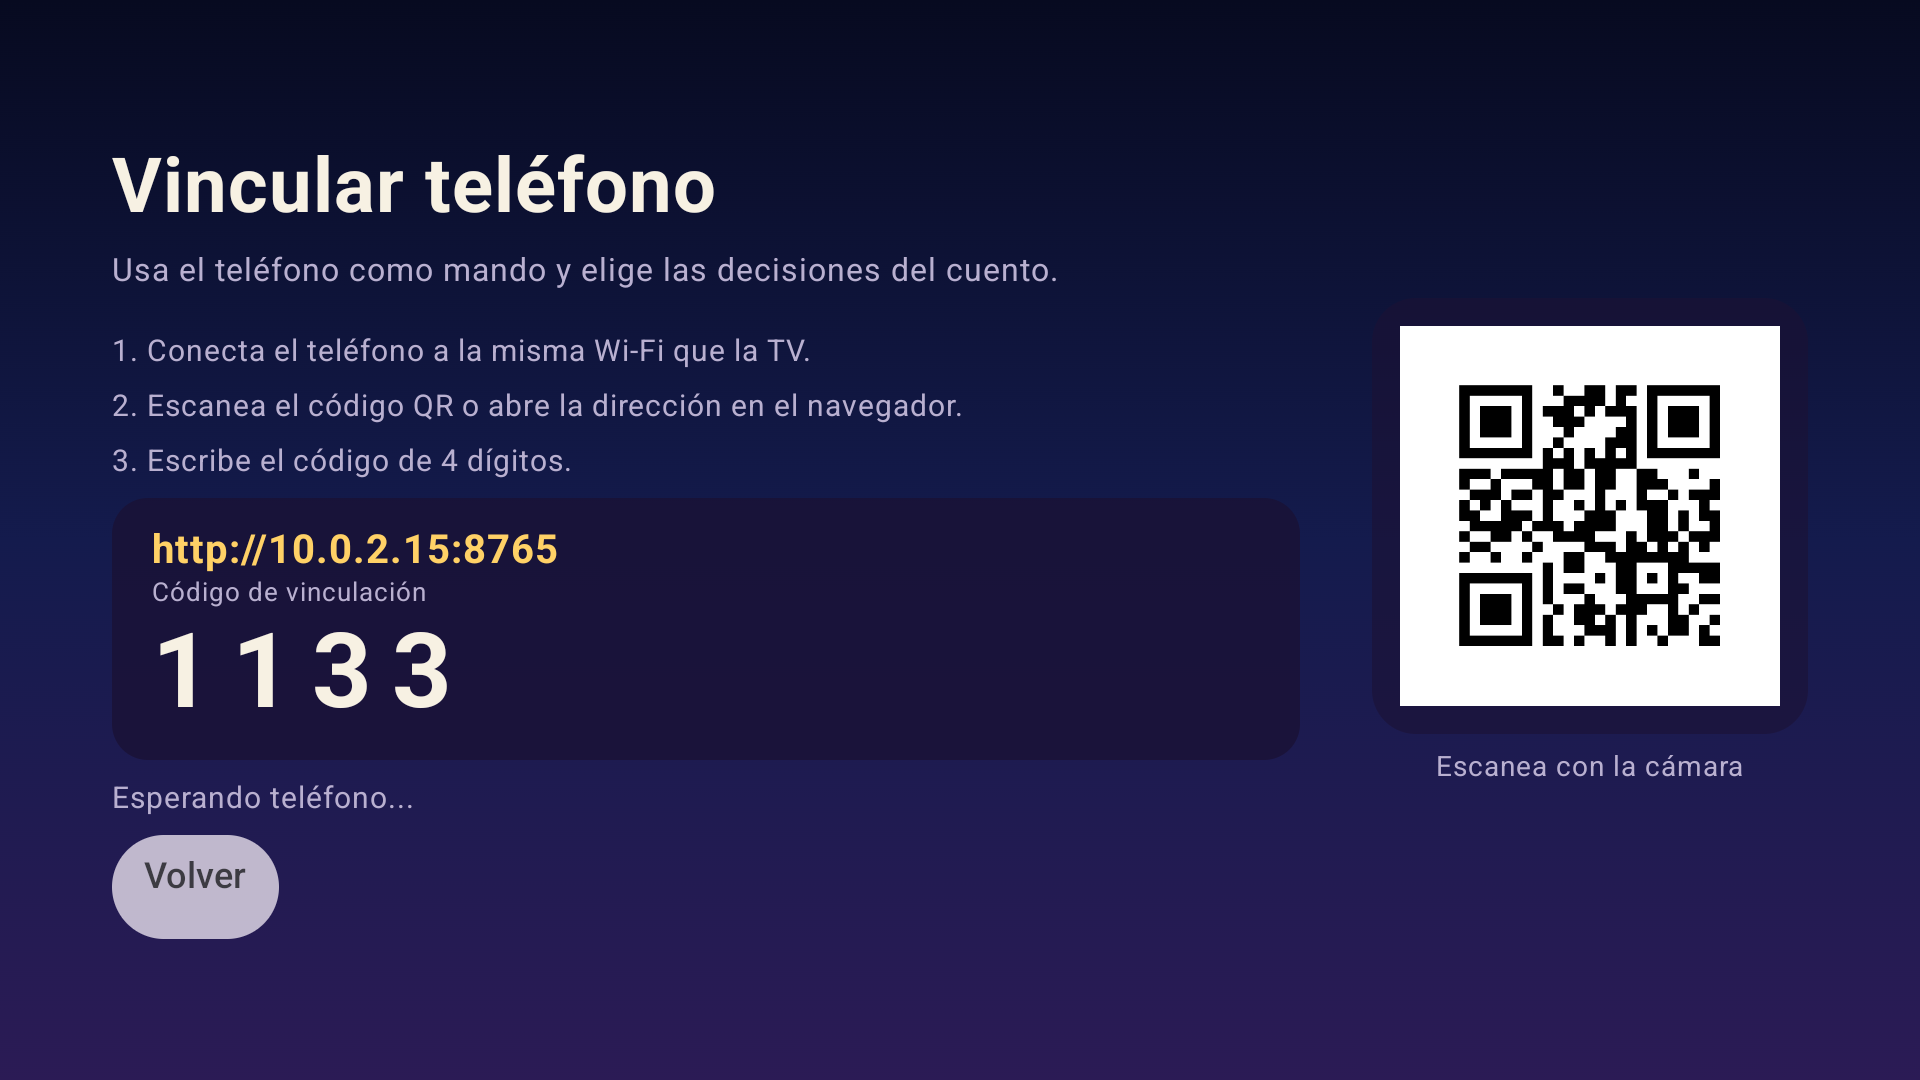 Vincular teléfono
Usa el teléfono como mando y elige las decisiones del cuento.
1. Conecta el teléfono a la misma Wi-Fi que la TV.
2. Escanea el código QR o abre la dirección en el navegador.
3. Escribe el código de 4 dígitos.
http://10.0.2.15:8765
Código de vinculación
1133
Esperando teléfono...
Volver
Escanea con la cámara